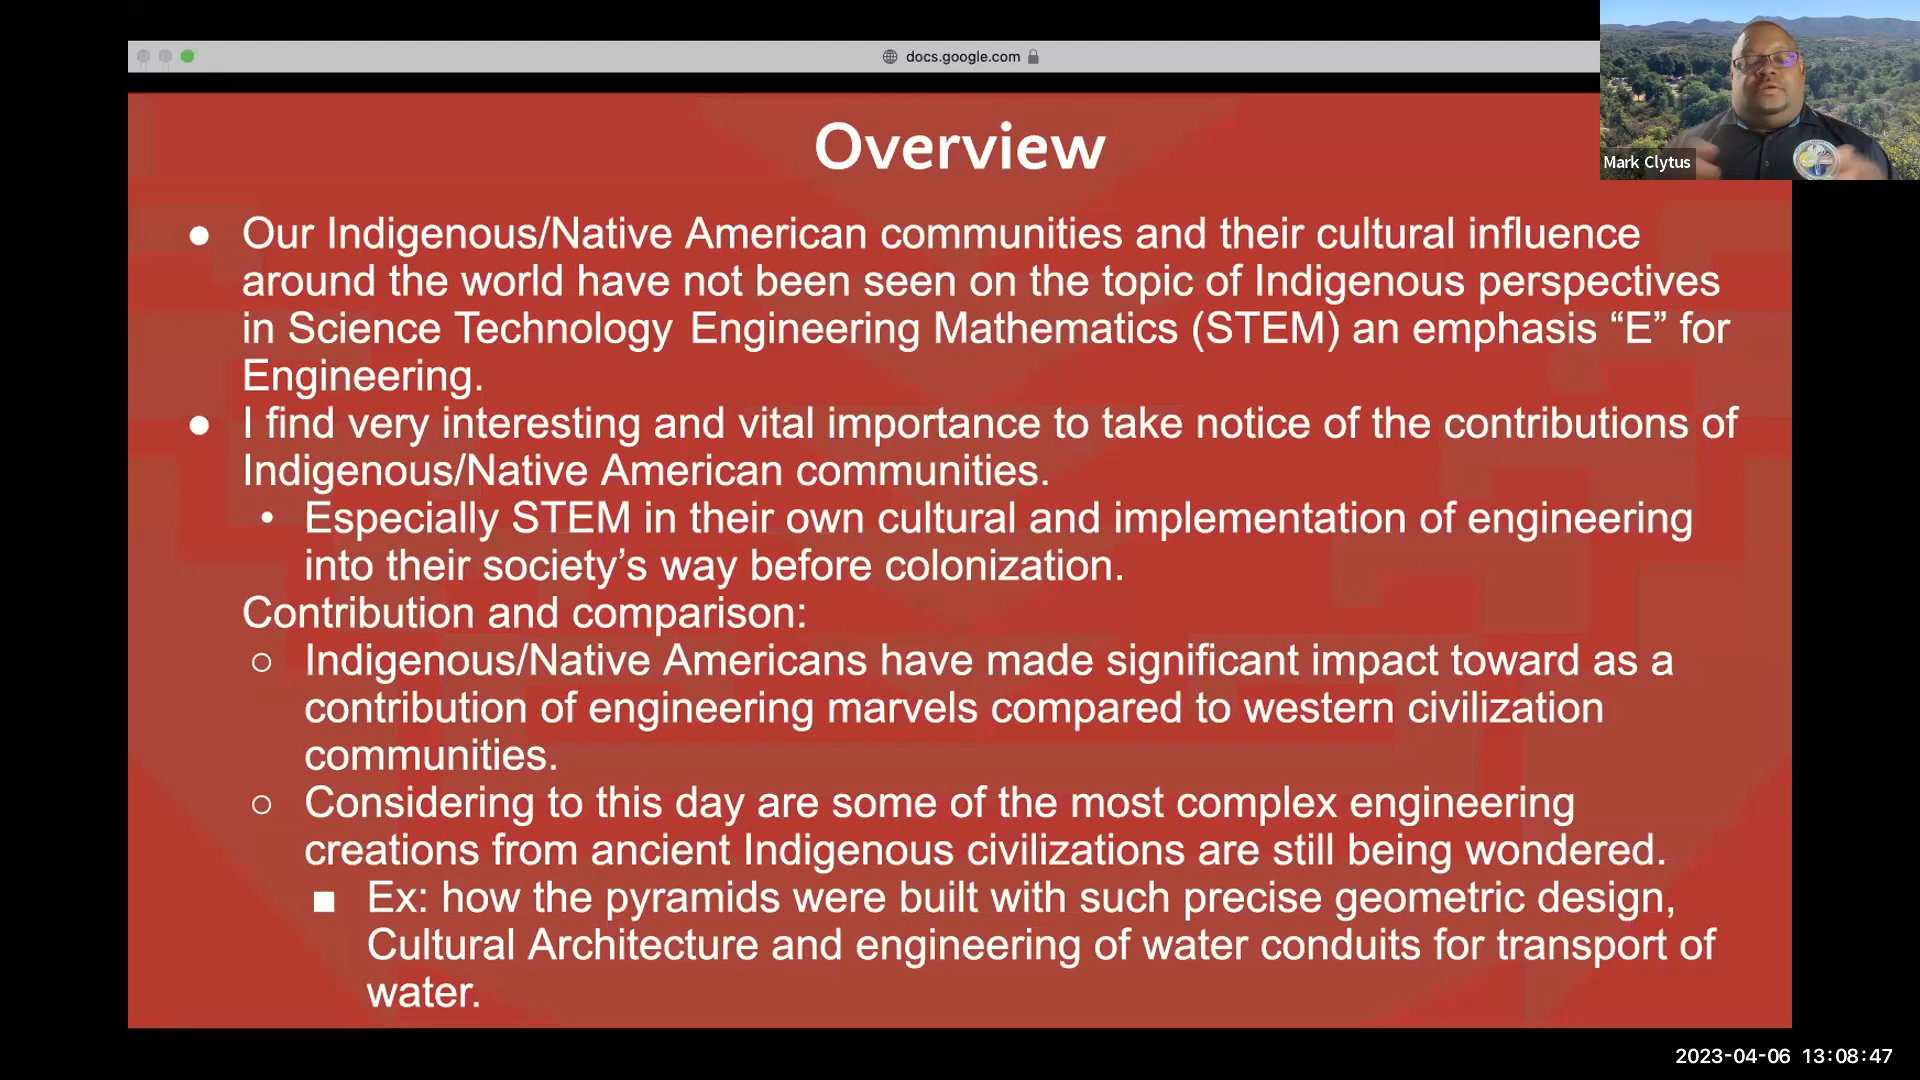 docs.google.com
Mark Clytus
Overview
● Our Indigenous/Native American communities and their cultural influence
around the world have not been seen on the topic of Indigenous perspectives
in Science Technology Engineering Mathematics (STEM) an emphasis “E” for
Engineering.
● I find very interesting and vital importance to take notice of the contributions of
Indigenous/Native American communities.
• Especially STEM in their own cultural and implementation of engineering
into their society’s way before colonization.
Contribution and comparison:
○ Indigenous/Native Americans have made significant impact toward as a
contribution of engineering marvels compared to western civilization
communities.
○ Considering to this day are some of the most complex engineering
creations from ancient Indigenous civilizations are still being wondered.
■ Ex: how the pyramids were built with such precise geometric design,
Cultural Architecture and engineering of water conduits for transport of
water.
2023-04-06 13:08:47